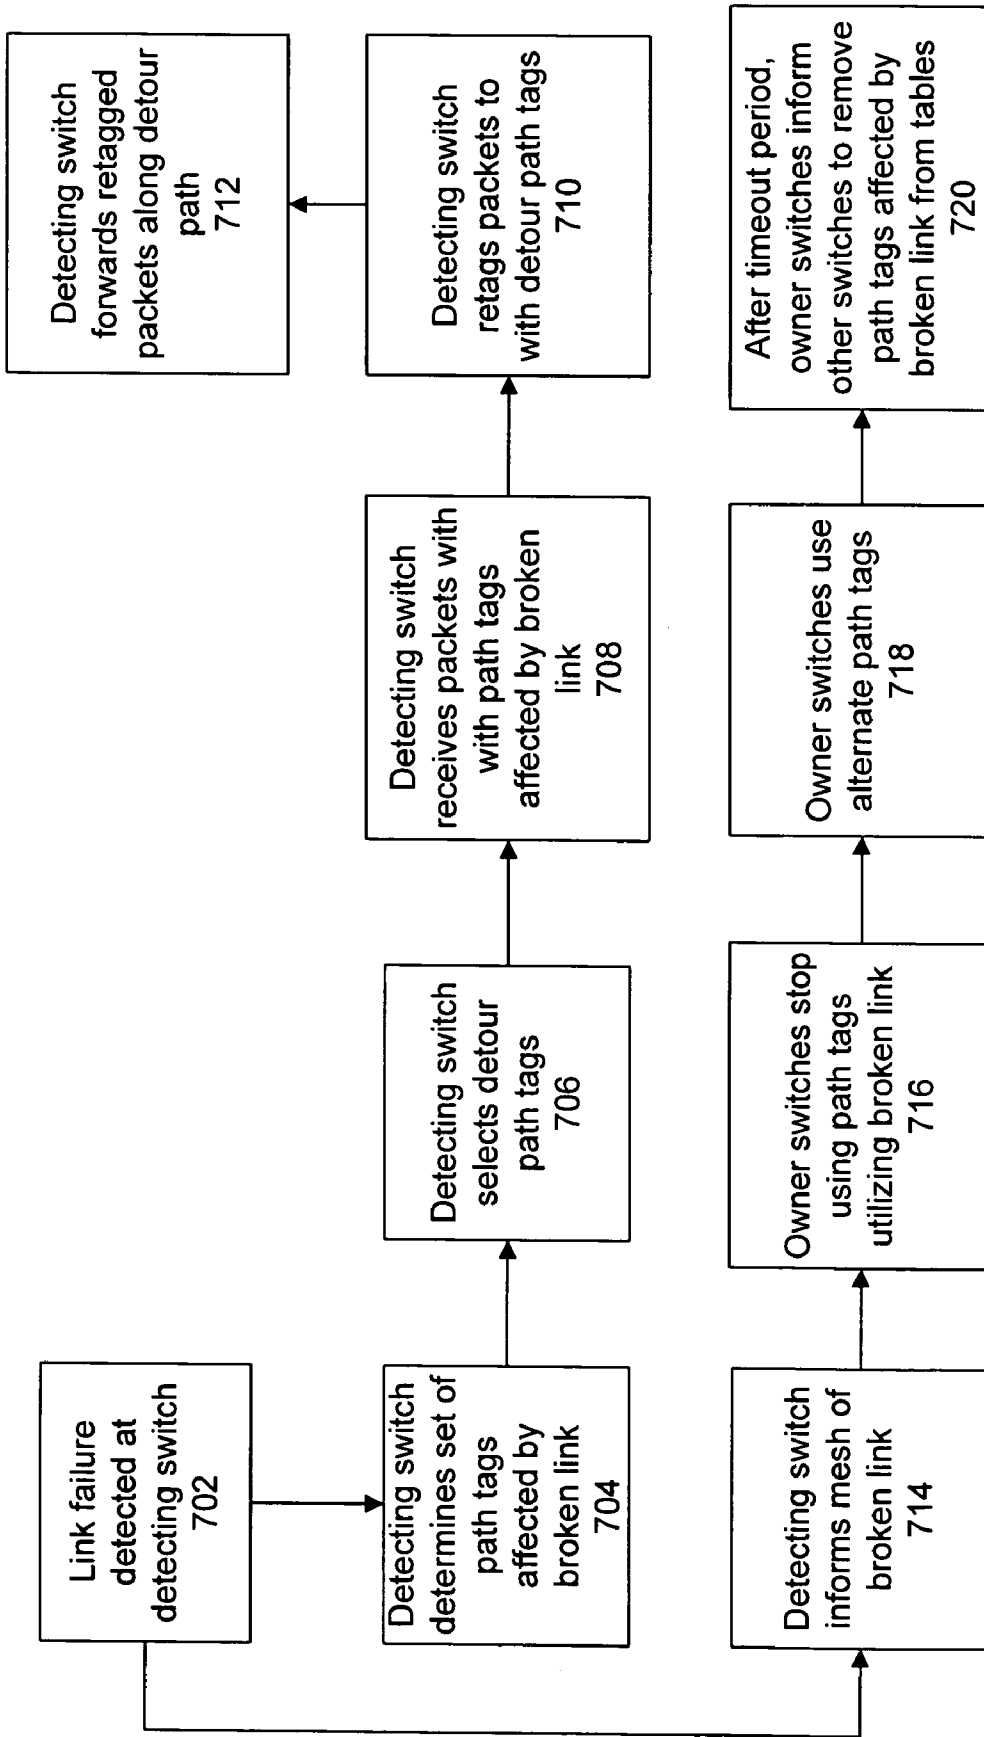 Link failure
detected at
detecting switch
702
Detecting switch
determines set of
path tags
affected by
broken link
704
Detecting switch
selects detour
path tags
706
Detecting switch
receives packets with
with path tags
affected by broken
link
708
Detecting switch
retags packets to
with detour path tags
710
Detecting switch
forwards retagged
packets along detour
path
712
Detecting switch
informs mesh of
broken link
714
Owner switches stop
using path tags
utilizing broken link
716
Owner switches use
alternate path tags
718
After timeout period,
owner switches inform
other switches to remove
path tags affected by
broken link from tables
720